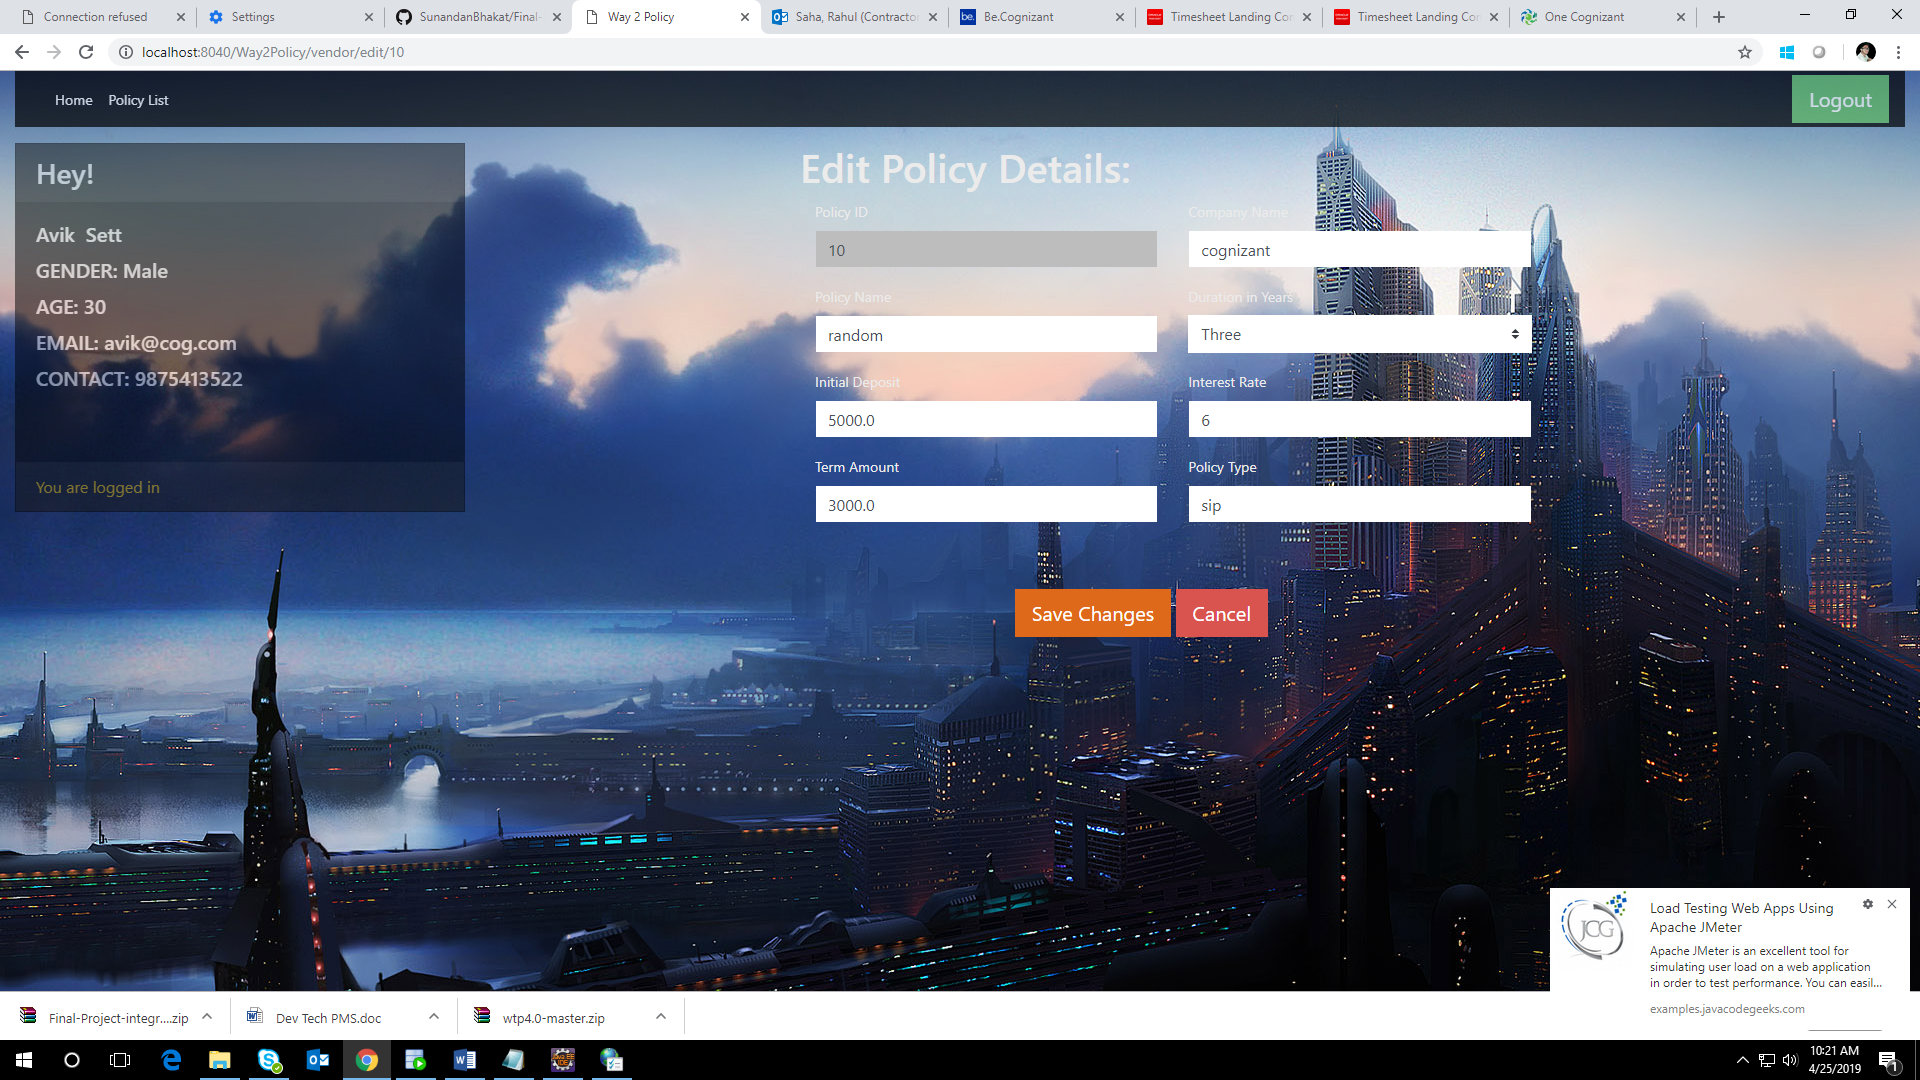 Connection refused
Settings
SunandanBhakat/Final-
Way 2 Policy
Saha, Rahul (Contractor
Be.Cognizant
Timesheet Landing Co
Timesheet Landing Co
One Cognizant
localhost:8040/Way2Policy/vendor/edit/10
Home Policy List
Logout
Hey!
Avik Sett
GENDER: Male
AGE: 30
EMAIL: avik@cog.com
CONTACT: 9875413522
You are logged in
Edit Policy Details:
Policy ID Company Name
10 cognizant
Policy Name Duration in Years
random Three
Initial Deposit Interest Rate
5000.0 6
Term Amount Policy Type
3000.0 sip
Save Changes Cancel
JCG
Load Testing Web Apps Using
Apache JMeter
Apache JMeter is an excellent tool for
simulating user load on a web application
in order to test performance. You can easil...
examples.javacodegeeks.com
Final-Project-integr....zip
Dev Tech PMS.doc
wtp4.0-master.zip
10:21 AM
4/25/2019
1